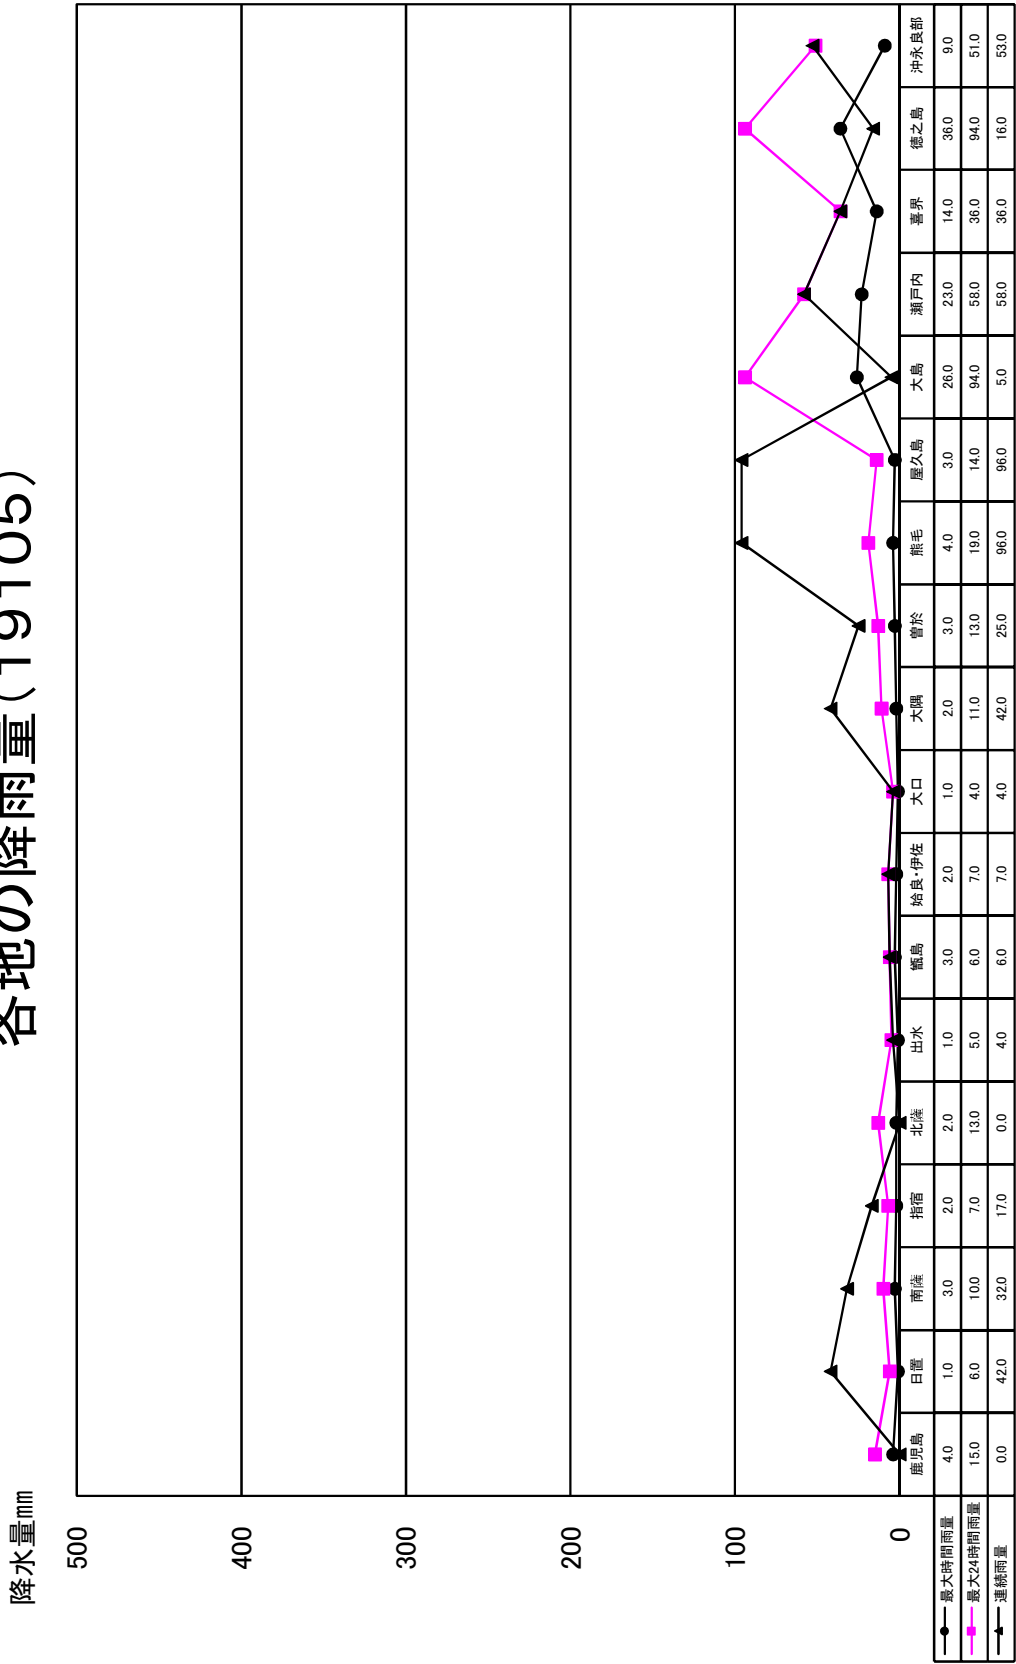 各地の降雨量(19105)
降水量mm
500
400
300
200
100
0
鹿児島 日置 南薩 指宿 北薩 出水 甑島 姶良・伊佐 大口 大隅 曽於 熊毛 屋久島 大島 瀬戸内 喜界 徳之島 沖永良部
最大時間雨量 4.0 1.0 3.0 2.0 2.0 1.0 3.0 2.0 1.0 2.0 3.0 4.0 3.0 26.0 23.0 14.0 36.0 9.0
最大24時間雨量 15.0 6.0 10.0 7.0 13.0 5.0 6.0 7.0 4.0 11.0 13.0 19.0 14.0 94.0 58.0 36.0 94.0 51.0
連続雨量 0.0 42.0 32.0 17.0 0.0 4.0 6.0 7.0 4.0 42.0 25.0 96.0 96.0 5.0 58.0 36.0 16.0 53.0